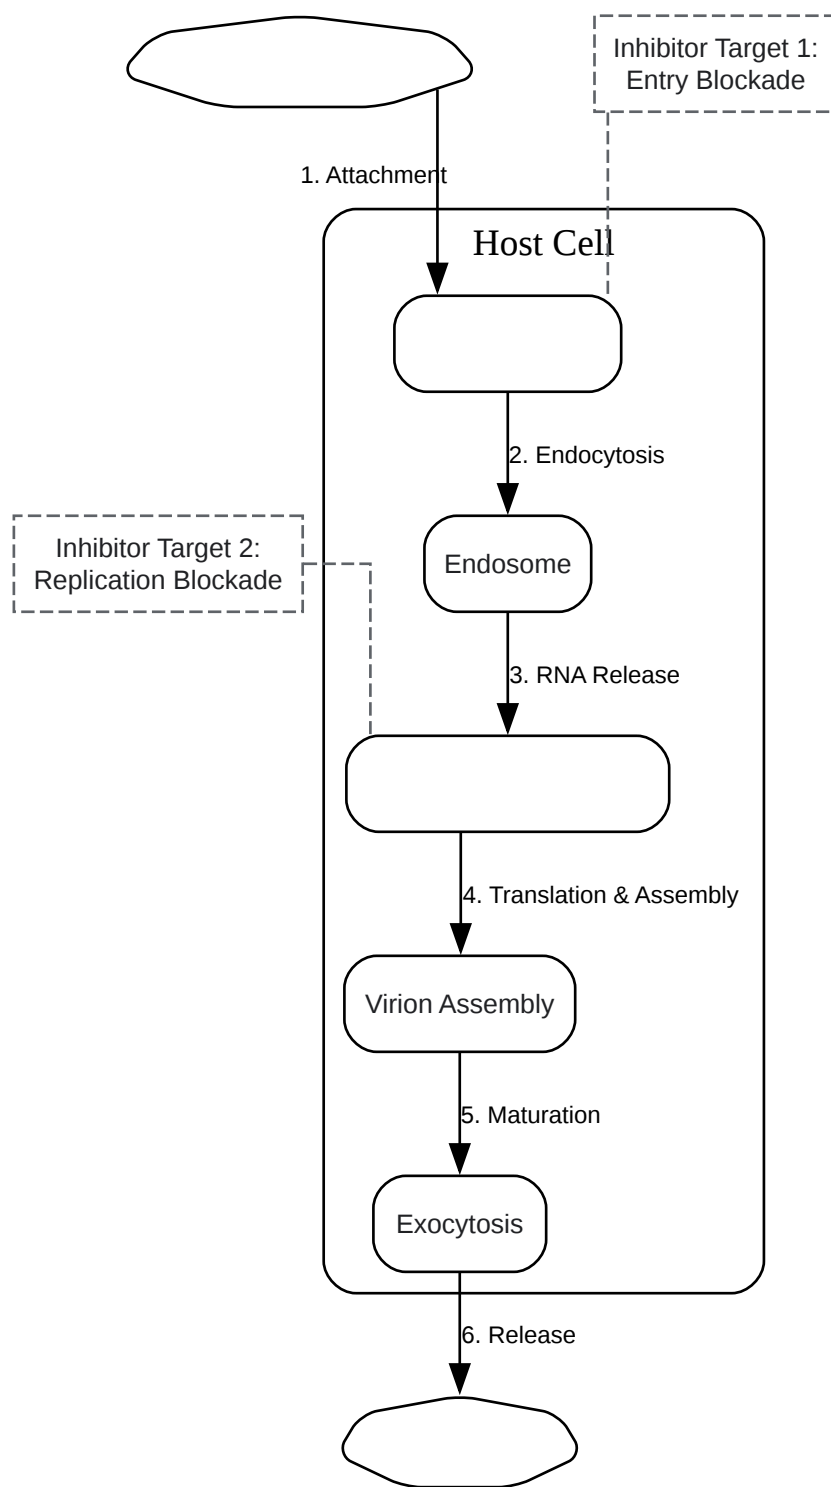 Inhibitor Target 1:
Entry Blockade
1. Attachment
Host Cell
2. Endocytosis
Inhibitor Target 2:
Replication Blockade
Endosome
3. RNA Release
4. Translation & Assembly
Virion Assembly
5. Maturation
Exocytosis
6. Release